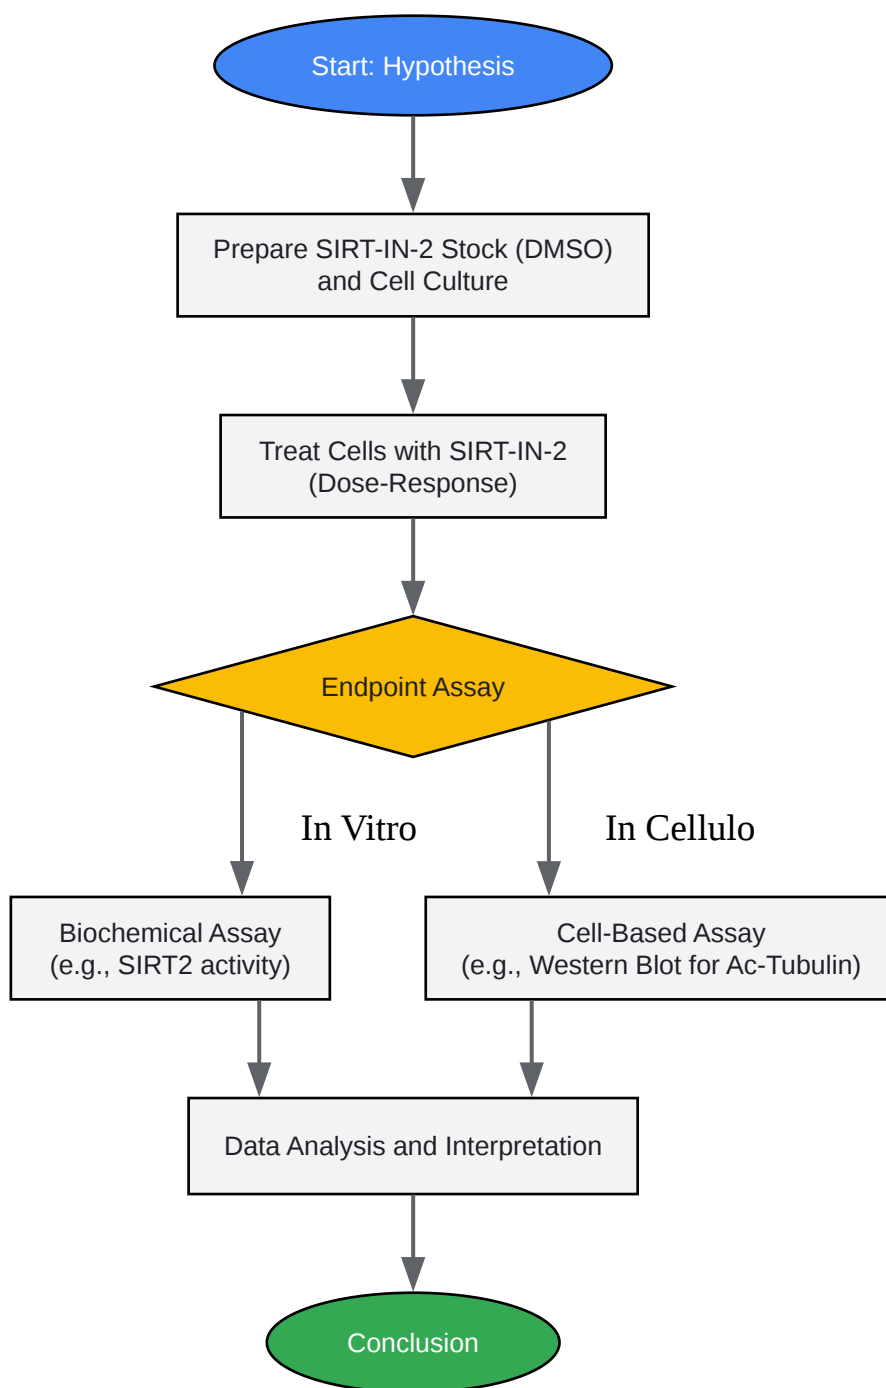 Start: Hypothesis
Prepare SIRT-IN-2 Stock (DMSO)
and Cell Culture
Treat Cells with SIRT-IN-2
(Dose-Response)
Endpoint Assay
In Vitro
In Cellulo
Biochemical Assay
(e.g., SIRT2 activity)
Cell-Based Assay
(e.g., Western Blot for Ac-Tubulin)
Data Analysis and Interpretation
Conclusion